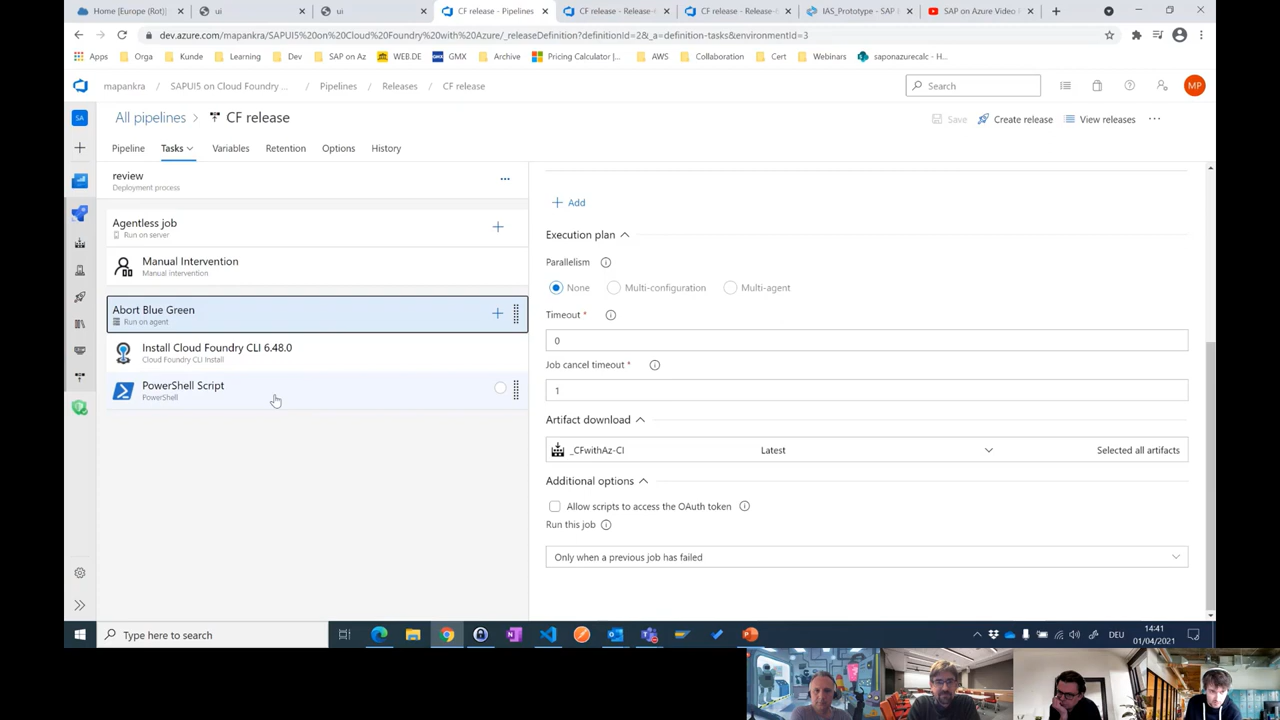 Home [Europe (Rot)]
ui
ui
CF release - Pipelines
CF release - Release-
CF release - Release-
IAS_Prototype - SAP
SAP on Azure Video
dev.azure.com/mapankra/SAPUI5%20on%20Cloud%20Foundry%20with%20Azure/_releaseDefinition?definitionId=2&_a=definition-tasks&environmentId=3
Apps
Orga
Kunde
Learning
Dev
SAP on Az
WEB.DE
GMX
Archive
Pricing Calculator |...
AWS
Collaboration
Cert
Webinars
saponazurecalc - H...
mapankra
SAPUI5 on Cloud Foundry ...
Pipelines
Releases
CF release
Search
MP
SA
All pipelines
CF release
Save
Create release
View releases
Pipeline
Tasks
Variables
Retention
Options
History
review
Deployment process
Agentless job
Run on server
Manual Intervention
Manual intervention
Abort Blue Green
Run on agent
Install Cloud Foundry CLI 6.48.0
Cloud Foundry CLI Install
PowerShell Script
PowerShell
Add
Execution plan
Parallelism
None
Multi-configuration
Multi-agent
Timeout *
0
Job cancel timeout *
1
Artifact download
_CFwithAz-CI
Latest
Selected all artifacts
Additional options
Allow scripts to access the OAuth token
Run this job
Only when a previous job has failed
Type here to search
DEU
14:41
01/04/2021